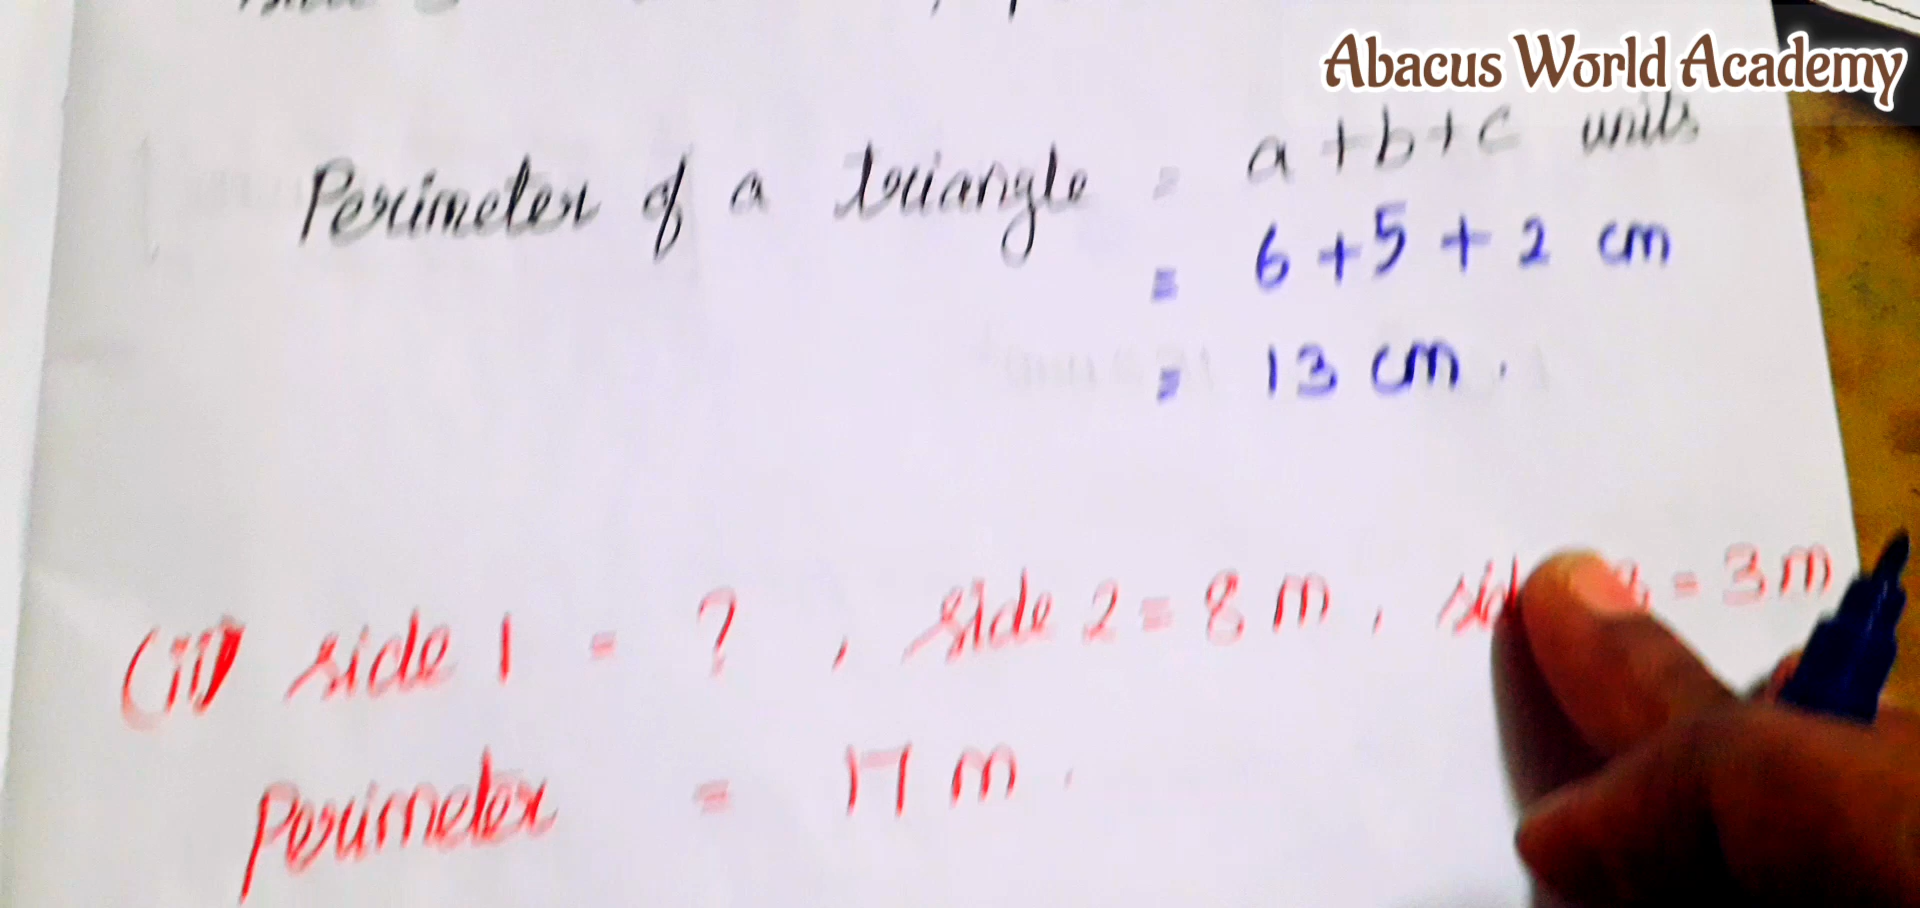 Abacus World Academy
Perimeter of a triangle = a + b + c units
= 6 + 5 + 2 cm
= 13 cm.
(ii) side 1 = ? , side 2 = 8 m, 3 = 3 m
Perimeter = 17 m.